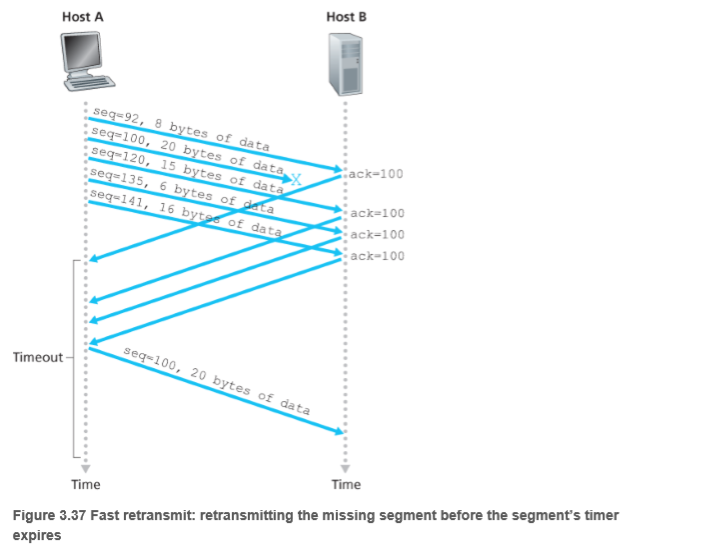 Host A
Host B
seq=92, 8 bytes of data
seq=100, 20 bytes of data
X
seq=120, 15 bytes of data
seq=135, 6 bytes of data
seq=141, 16 bytes of data
ack=100
ack=100
ack=100
ack=100
Timeout
seq=100, 20 bytes of data
Time
Time
Figure 3.37 Fast retransmit: retransmitting the missing segment before the segment's timer
expires